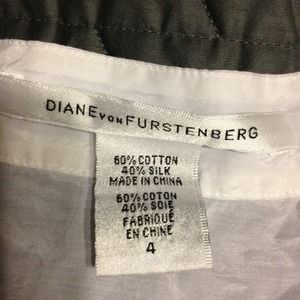 DIANE VON FURSTENBERG
60% COTTON
40% SILK
MADE IN CHINA
60% COTON
40% SOIE
FABRIQUÉ
EN CHINE
4